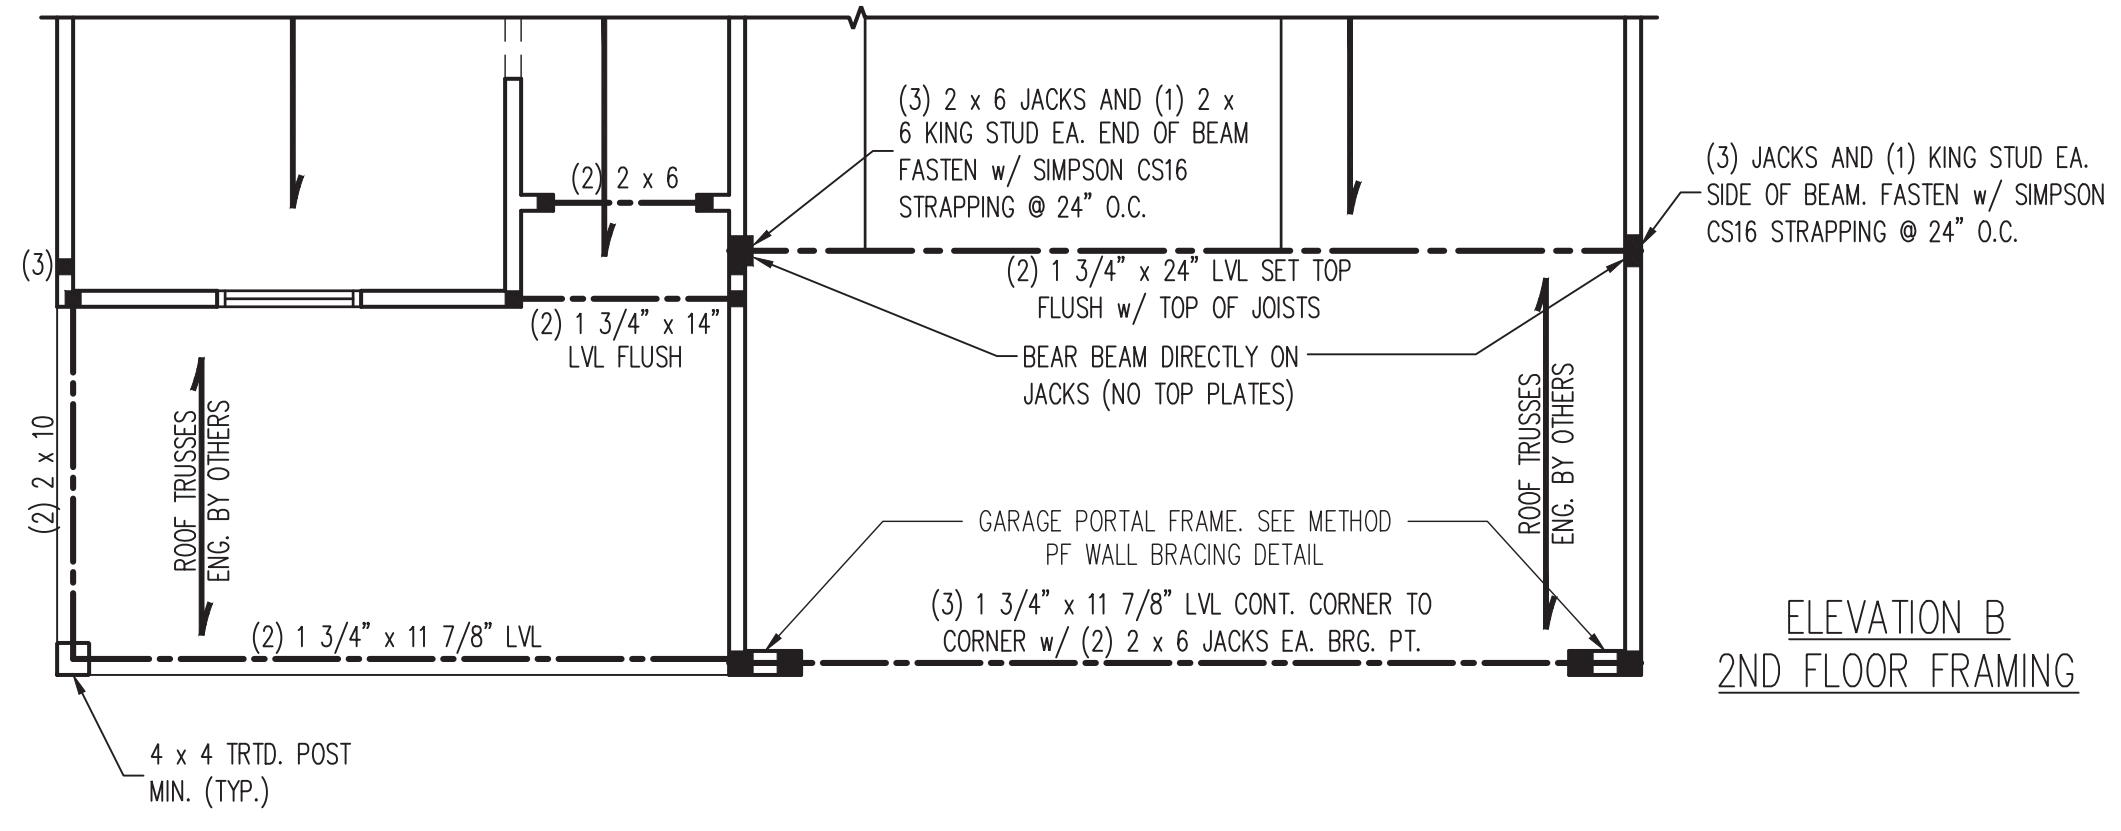 (3) 2 x 6 JACKS AND (1) 2 x
6 KING STUD EA. END OF BEAM
FASTEN w/ SIMPSON CS16
STRAPPING @ 24" O.C.
(3) JACKS AND (1) KING STUD EA.
SIDE OF BEAM. FASTEN w/ SIMPSON
CS16 STRAPPING @ 24" O.C.
(2) 2 x 6
(3)
(2) 1 3/4" x 24" LVL SET TOP
FLUSH w/ TOP OF JOISTS
(2) 1 3/4" x 14"
LVL FLUSH
BEAR BEAM DIRECTLY ON
JACKS (NO TOP PLATES)
(2) 2 x 10
ROOF TRUSSES
ENG. BY OTHERS
ROOF TRUSSES
ENG. BY OTHERS
GARAGE PORTAL FRAME. SEE METHOD
PF WALL BRACING DETAIL
(3) 1 3/4" x 11 7/8" LVL CONT. CORNER TO
CORNER w/ (2) 2 x 6 JACKS EA. BRG. PT.
(2) 1 3/4" x 11 7/8" LVL
ELEVATION B
2ND FLOOR FRAMING
4 x 4 TRTD. POST
MIN. (TYP.)